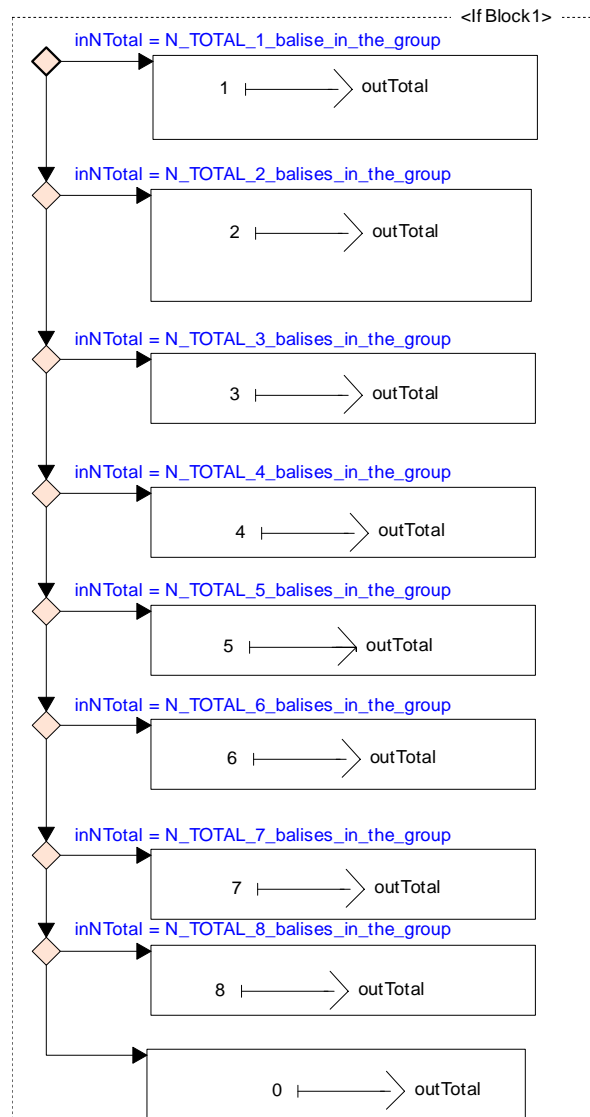 <If Block1>
inNTotal = N_TOTAL_1_balise_in_the_group
1 outTotal
inNTotal = N_TOTAL_2_balises_in_the_group
2 outTotal
inNTotal = N_TOTAL_3_balises_in_the_group
3 outTotal
inNTotal = N_TOTAL_4_balises_in_the_group
4 outTotal
inNTotal = N_TOTAL_5_balises_in_the_group
5 outTotal
inNTotal = N_TOTAL_6_balises_in_the_group
6 outTotal
inNTotal = N_TOTAL_7_balises_in_the_group
7 outTotal
inNTotal = N_TOTAL_8_balises_in_the_group
8 outTotal
0 outTotal